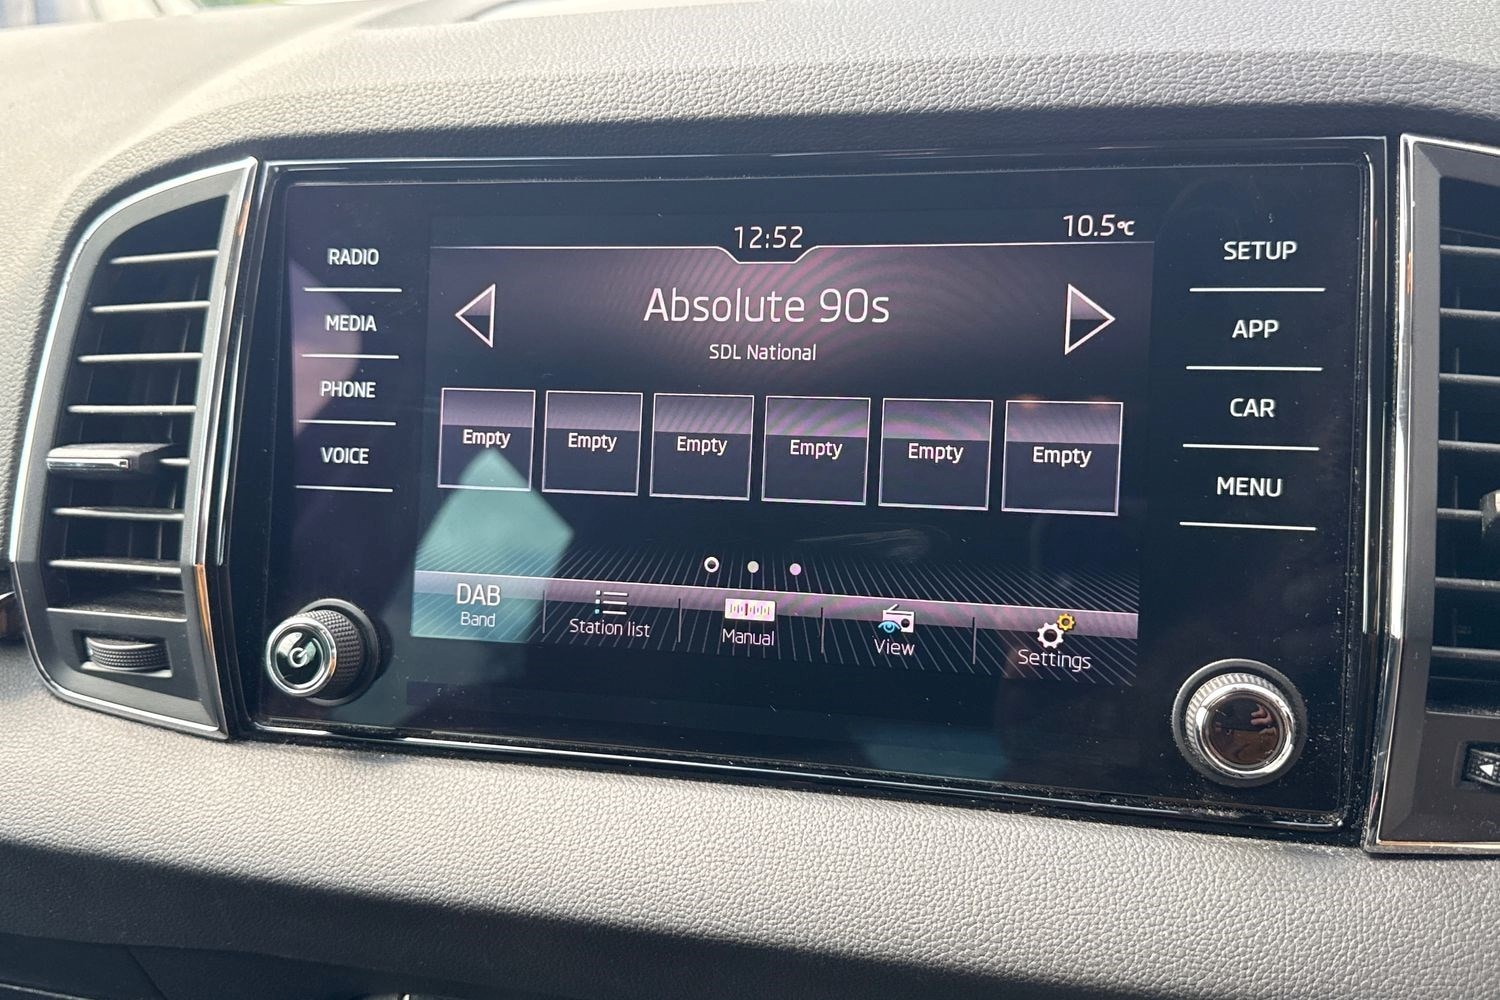 12:52
10.5°C
RADIO
MEDIA
PHONE
VOICE
Absolute 90s
SDL National
Empty
Empty
Empty
Empty
Empty
Empty
DAB
Band
Station list
Manual
View
Settings
SETUP
APP
CAR
MENU